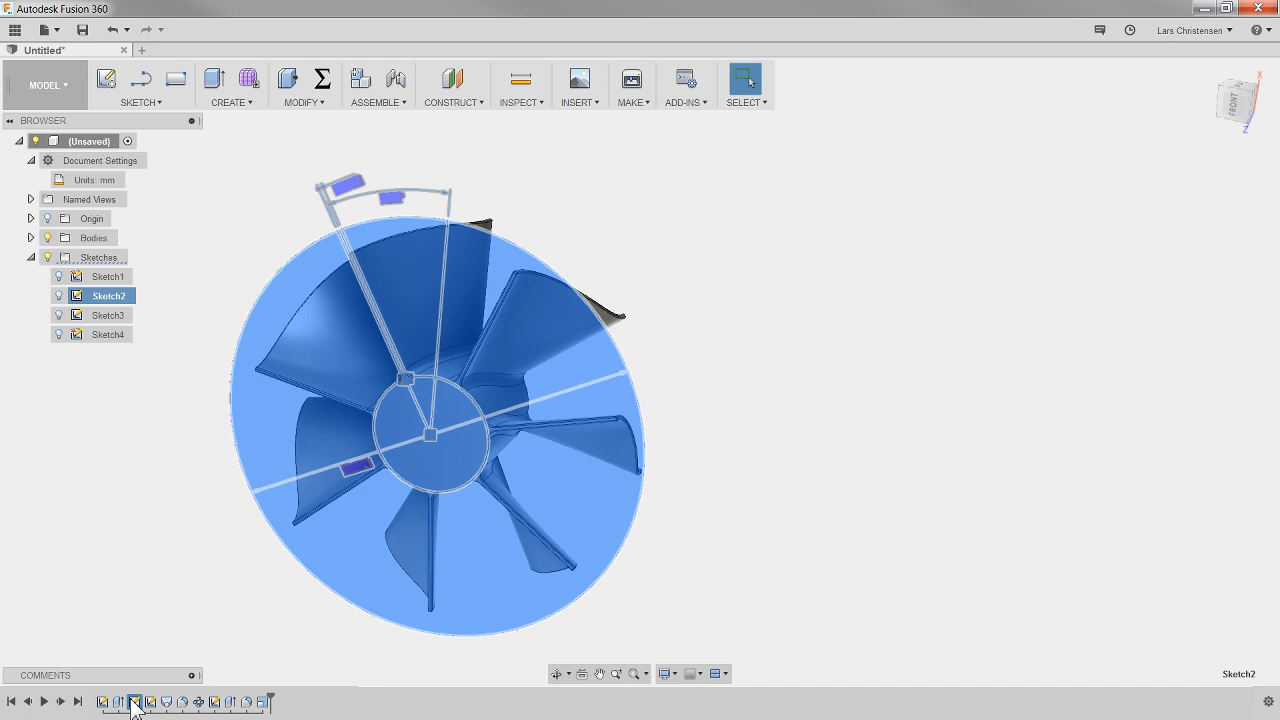 Autodesk Fusion 360
Lars Christensen
Untitled*
MODEL
SKETCH
CREATE
MODIFY
ASSEMBLE
CONSTRUCT
INSPECT
INSERT
MAKE
ADD-INS
SELECT
FRONT
X
Z
BROWSER
(Unsaved)
Document Settings
Units: mm
Named Views
Origin
Bodies
Sketches
Sketch1
Sketch2
Sketch3
Sketch4
COMMENTS
Sketch2